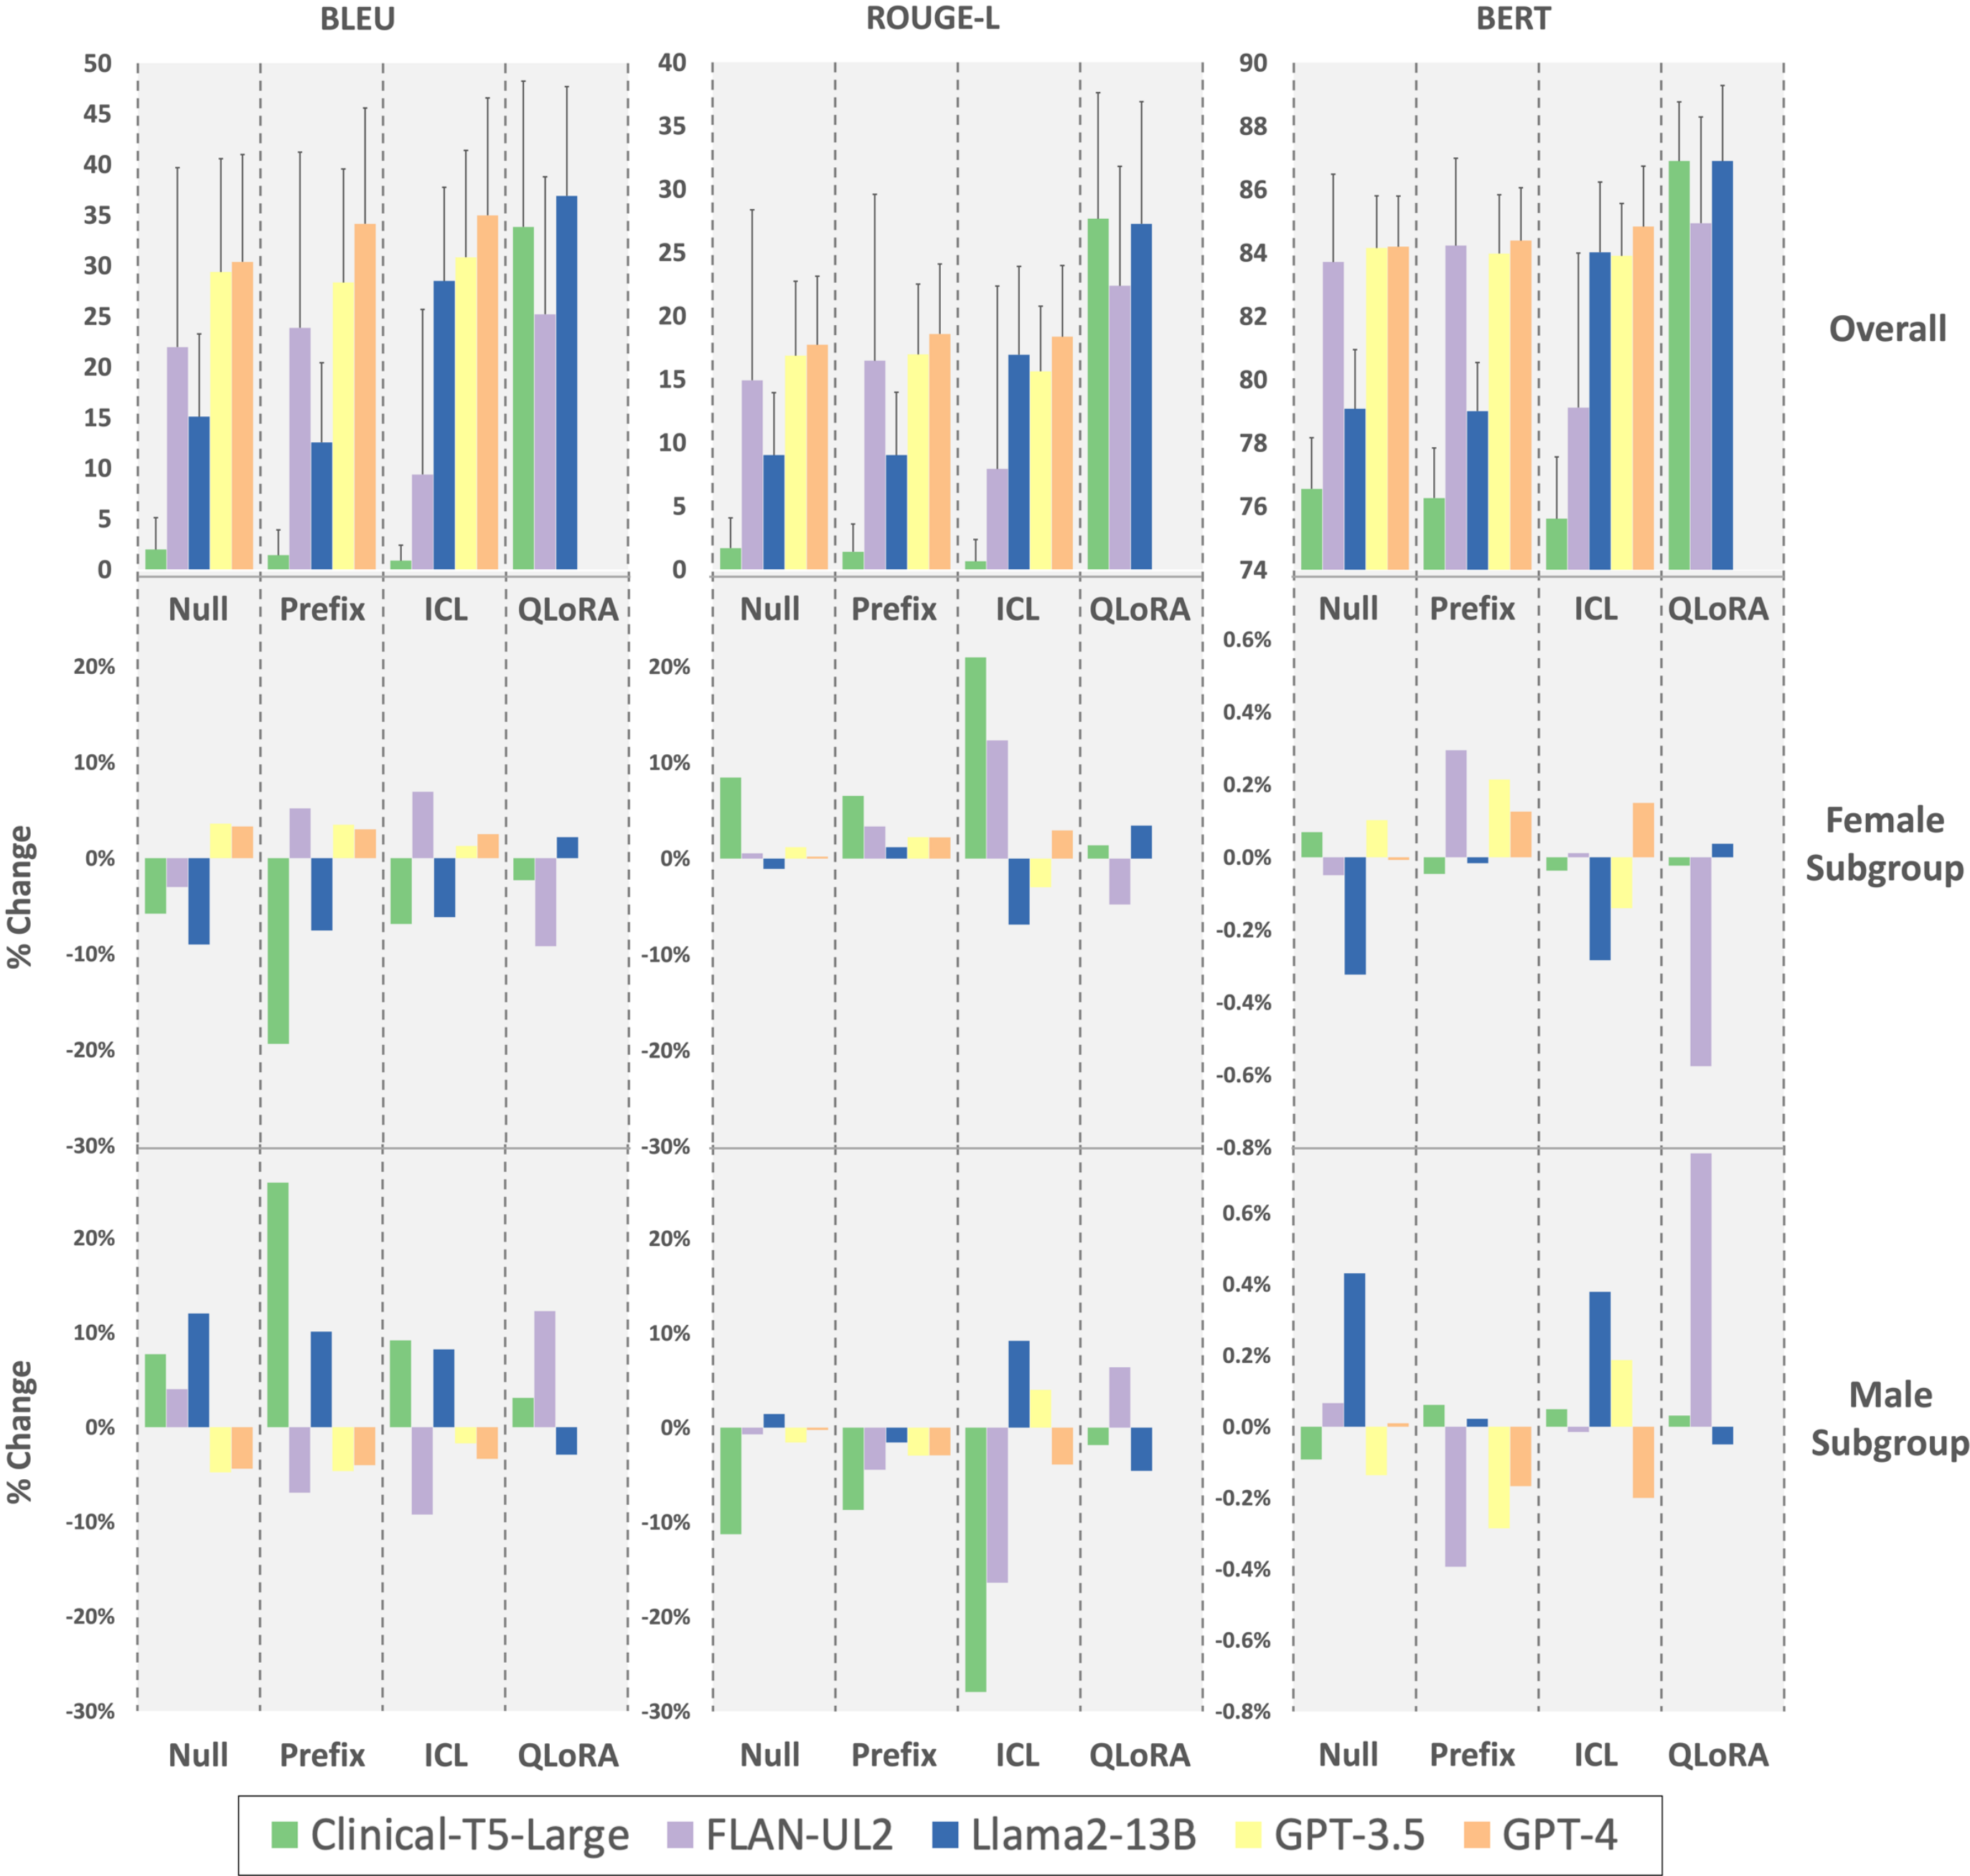 BLEU ROUGE-L BERT
50 40 90
45 35 88
40 30 86
35 25 84
30 20 82
25 15 80
20 10 78
15 5 76
10 0 74
5
0
Overall
Null Prefix ICL QLoRA Null Prefix ICL QLoRA Null Prefix ICL QLoRA
% Change
20% 20% 0.6%
10% 10% 0.4%
0% 0% 0.2%
-10% -10% 0.0%
-20% -20% -0.2%
-30% -30% -0.4%
-0.6%
-0.8%
Female
Subgroup
% Change
20% 20% 0.6%
10% 10% 0.4%
0% 0% 0.2%
-10% -10% 0.0%
-20% -20% -0.2%
-30% -30% -0.4%
-0.6%
-0.8%
Male
Subgroup
Null Prefix ICL QLoRA Null Prefix ICL QLoRA Null Prefix ICL QLoRA
Clinical-T5-Large FLAN-UL2 Llama2-13B GPT-3.5 GPT-4